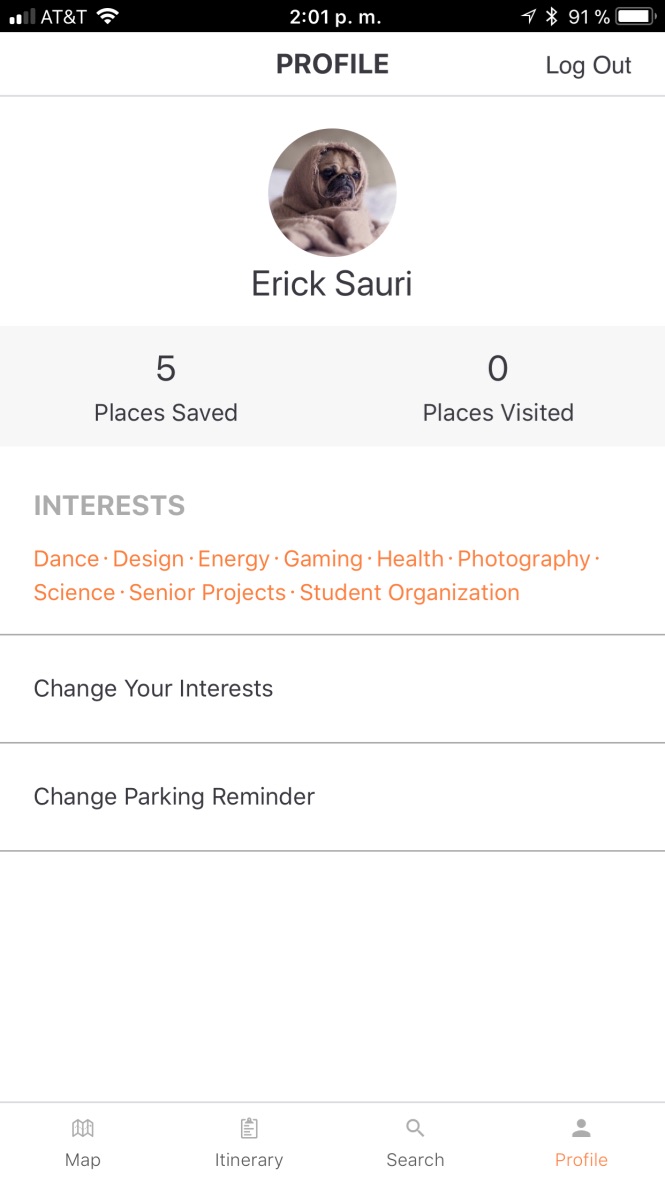 AT&T 2:01 p. m. 91 %
PROFILE Log Out
Erick Sauri
5 0
Places Saved Places Visited
INTERESTS
Dance · Design · Energy · Gaming · Health · Photography ·
Science · Senior Projects · Student Organization
Change Your Interests
Change Parking Reminder
Map Itinerary Search Profile